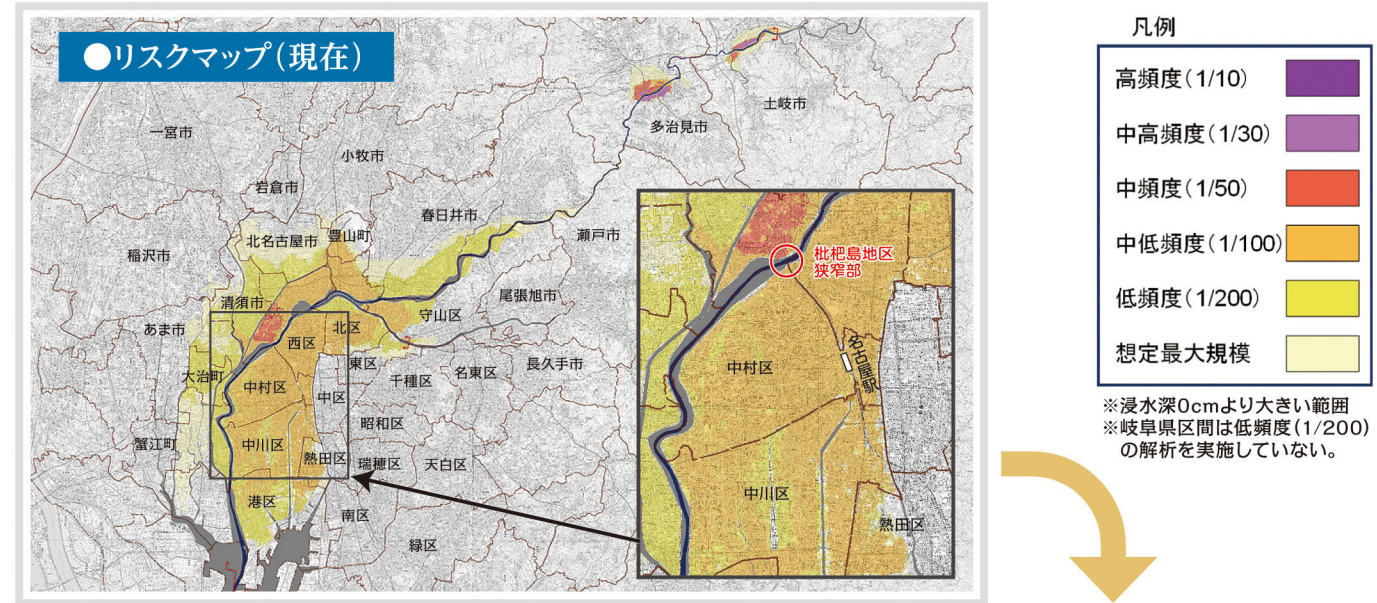 ●リスクマップ(現在)
土岐市
多治見市
一宮市
小牧市
岩倉市
春日井市
豊山町
北名古屋市
瀬戸市
稲沢市
尾張旭市
清須市
守山区
あま市
北区
西区
東区
長久手市
名東区
千種区
大治町
中村区
中区
昭和区
蟹江町
中川区
熱田区
瑞穂区
天白区
港区
南区
緑区
枇杷島地区
狭窄部
中村区
名古屋駅
中川区
熱田区
凡例
高頻度(1/10)
中高頻度(1/30)
中頻度(1/50)
中低頻度(1/100)
低頻度(1/200)
想定最大規模
※浸水深0cmより大きい範囲
※岐阜県区間は低頻度(1/200)
の解析を実施していない。